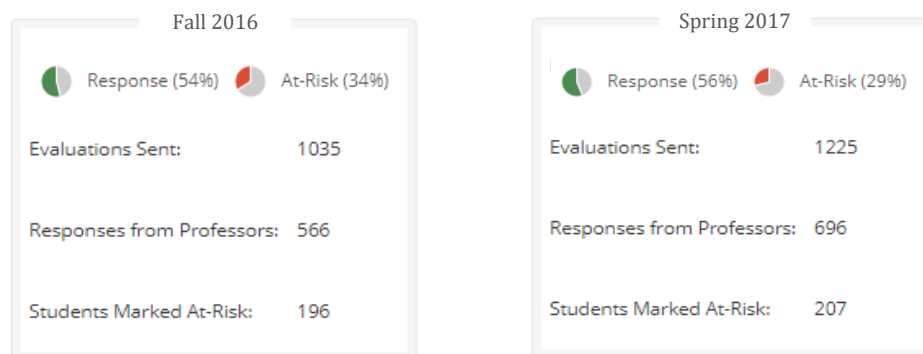 Fall 2016
Response (54%) At-Risk (34%)
Evaluations Sent: 1035
Responses from Professors: 566
Students Marked At-Risk: 196
Spring 2017
Response (56%) At-Risk (29%)
Evaluations Sent: 1225
Responses from Professors: 696
Students Marked At-Risk: 207